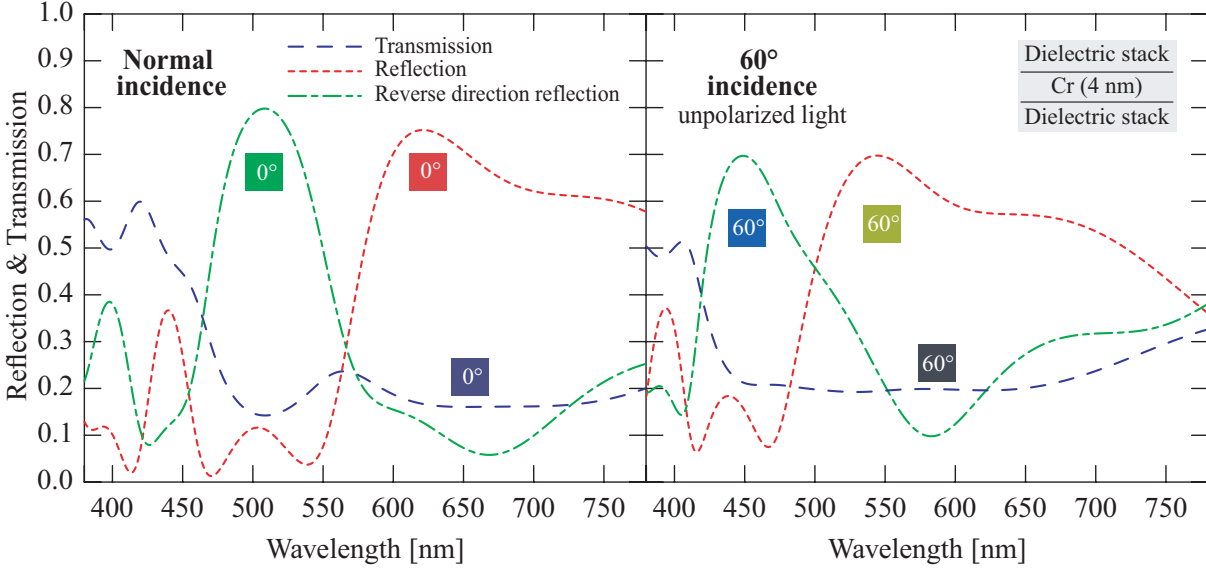 Reflection & Transmission
1.0
0.9
0.8
0.7
0.6
0.5
0.4
0.3
0.2
0.1
0.0
Normal
incidence
Transmission
Reflection
Reverse direction reflection
0°
0°
0°
400 450 500 550 600 650 700 750
Wavelength [nm]
60°
incidence
unpolarized light
Dielectric stack
Cr (4 nm)
Dielectric stack
60°
60°
60°
400 450 500 550 600 650 700 750
Wavelength [nm]